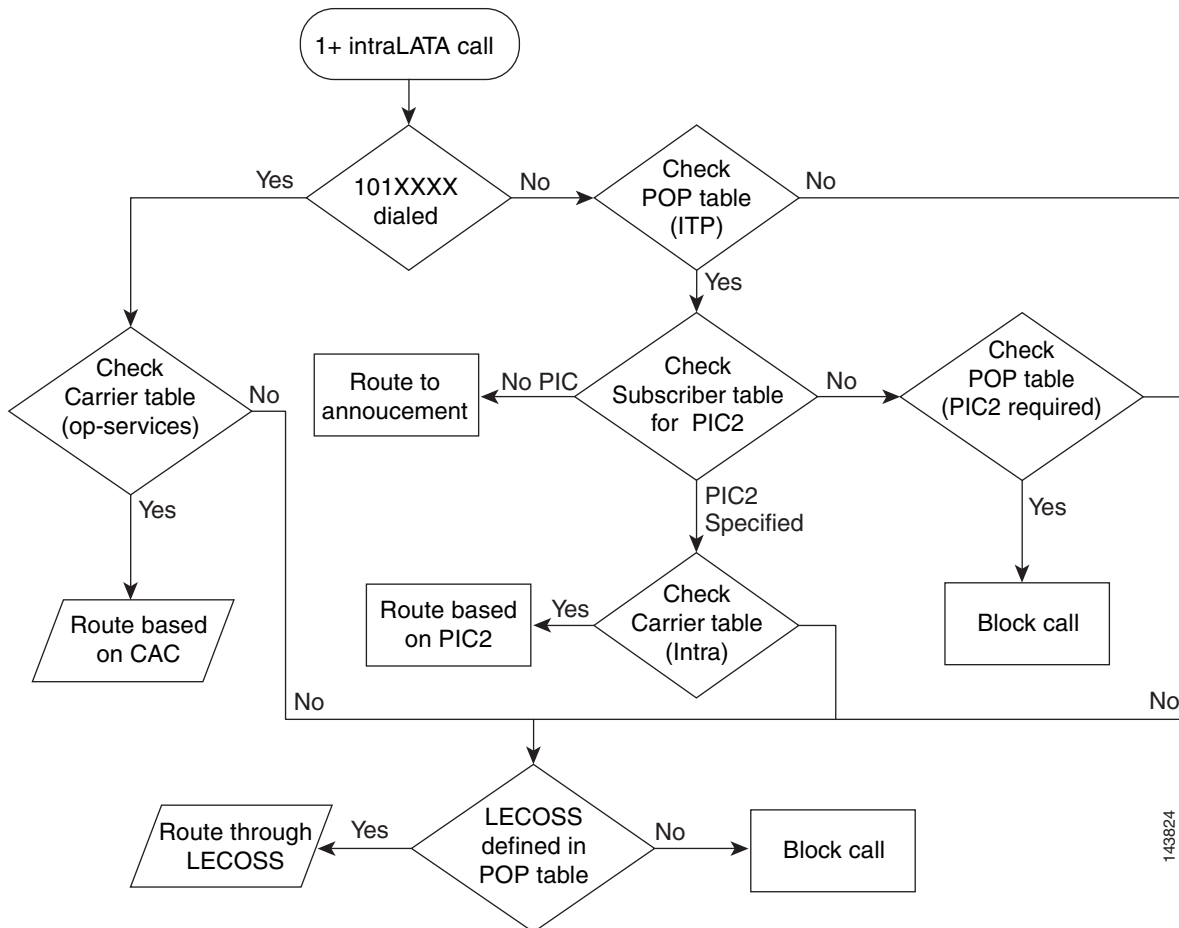 1+ intraLATA call
Yes
101XXXX
dialed
No
Check
POP table
(ITP)
No
Yes
Check
Carrier table
(op-services)
No
Route to
annoucement
No PIC
Check
Subscriber table
for PIC2
No
Check
POP table
(PIC2 required)
Yes
PIC2
Specified
Yes
Route based
on CAC
Route based
on PIC2
Yes
Check
Carrier table
(Intra)
Block call
No
No
No
Route through
LECOSS
Yes
LECOSS
defined in
POP table
No
Block call
143824